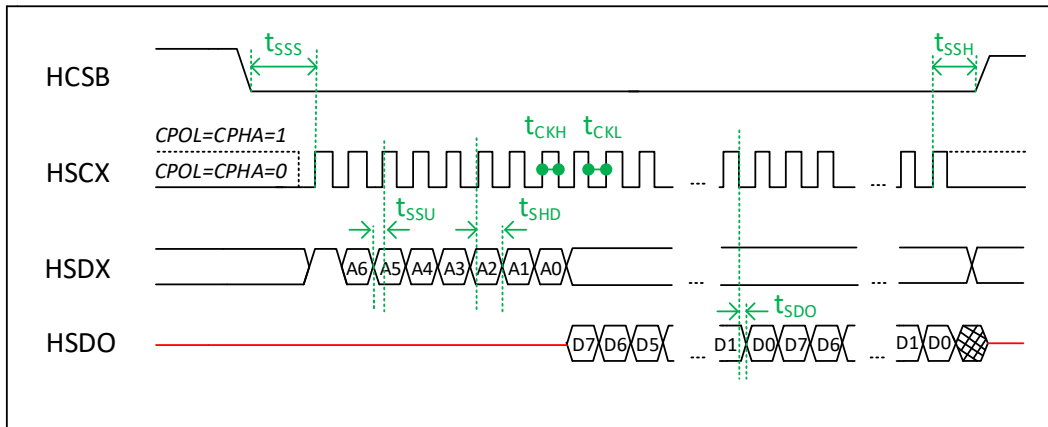 t_SSS t_SSH
HCSB
CPOL=CPHA=1 t_CKH t_CKL
HSCX
CPOL=CPHA=0
... ...
t_SSU t_SHD
HSDX A6 A5 A4 A3 A2 A1 A0
... ...
t_SDO
HSDO D7 D6 D5 ... D1 D0 D7 D6 ... D1 D0